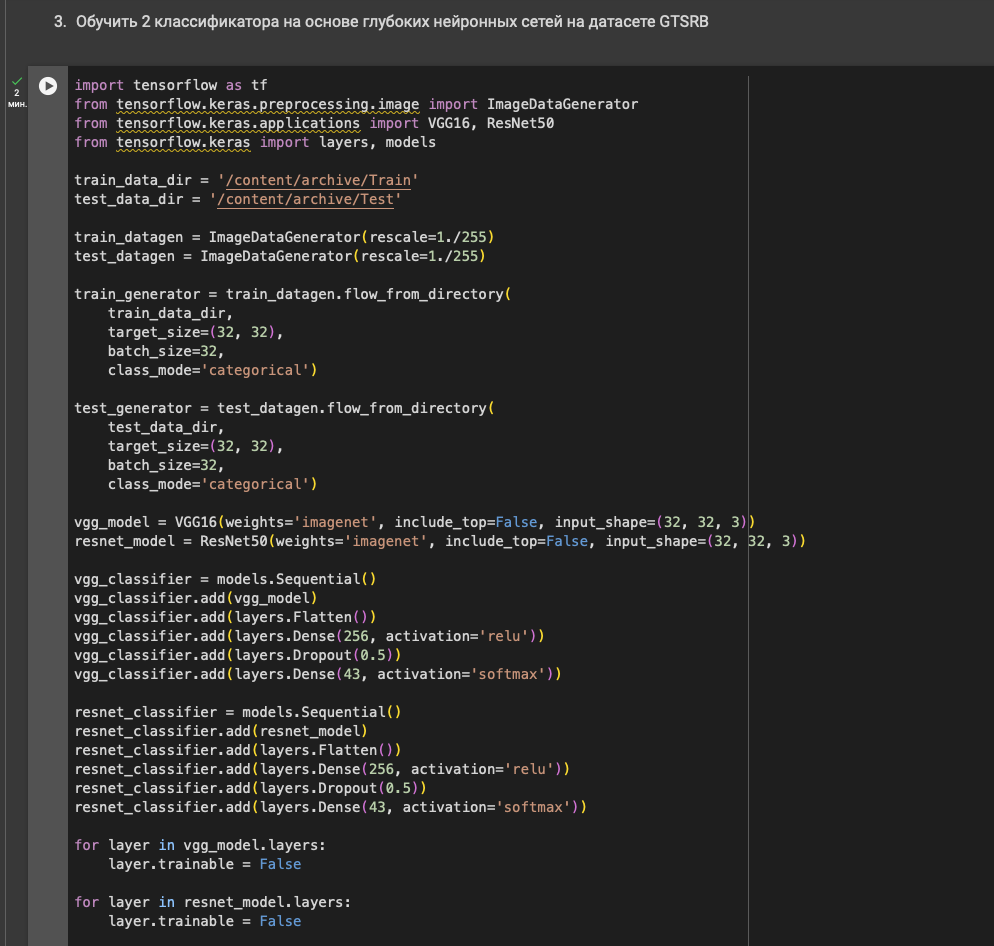 3. Обучить 2 классификатора на основе глубоких нейронных сетей на датасете GTSRB
2
мин.
import tensorflow as tf
from tensorflow.keras.preprocessing.image import ImageDataGenerator
from tensorflow.keras.applications import VGG16, ResNet50
from tensorflow.keras import layers, models

train_data_dir = '/content/archive/Train'
test_data_dir = '/content/archive/Test'

train_datagen = ImageDataGenerator(rescale=1./255)
test_datagen = ImageDataGenerator(rescale=1./255)

train_generator = train_datagen.flow_from_directory(
    train_data_dir,
    target_size=(32, 32),
    batch_size=32,
    class_mode='categorical')

test_generator = test_datagen.flow_from_directory(
    test_data_dir,
    target_size=(32, 32),
    batch_size=32,
    class_mode='categorical')

vgg_model = VGG16(weights='imagenet', include_top=False, input_shape=(32, 32, 3))
resnet_model = ResNet50(weights='imagenet', include_top=False, input_shape=(32, 32, 3))

vgg_classifier = models.Sequential()
vgg_classifier.add(vgg_model)
vgg_classifier.add(layers.Flatten())
vgg_classifier.add(layers.Dense(256, activation='relu'))
vgg_classifier.add(layers.Dropout(0.5))
vgg_classifier.add(layers.Dense(43, activation='softmax'))

resnet_classifier = models.Sequential()
resnet_classifier.add(resnet_model)
resnet_classifier.add(layers.Flatten())
resnet_classifier.add(layers.Dense(256, activation='relu'))
resnet_classifier.add(layers.Dropout(0.5))
resnet_classifier.add(layers.Dense(43, activation='softmax'))

for layer in vgg_model.layers:
    layer.trainable = False

for layer in resnet_model.layers:
    layer.trainable = False